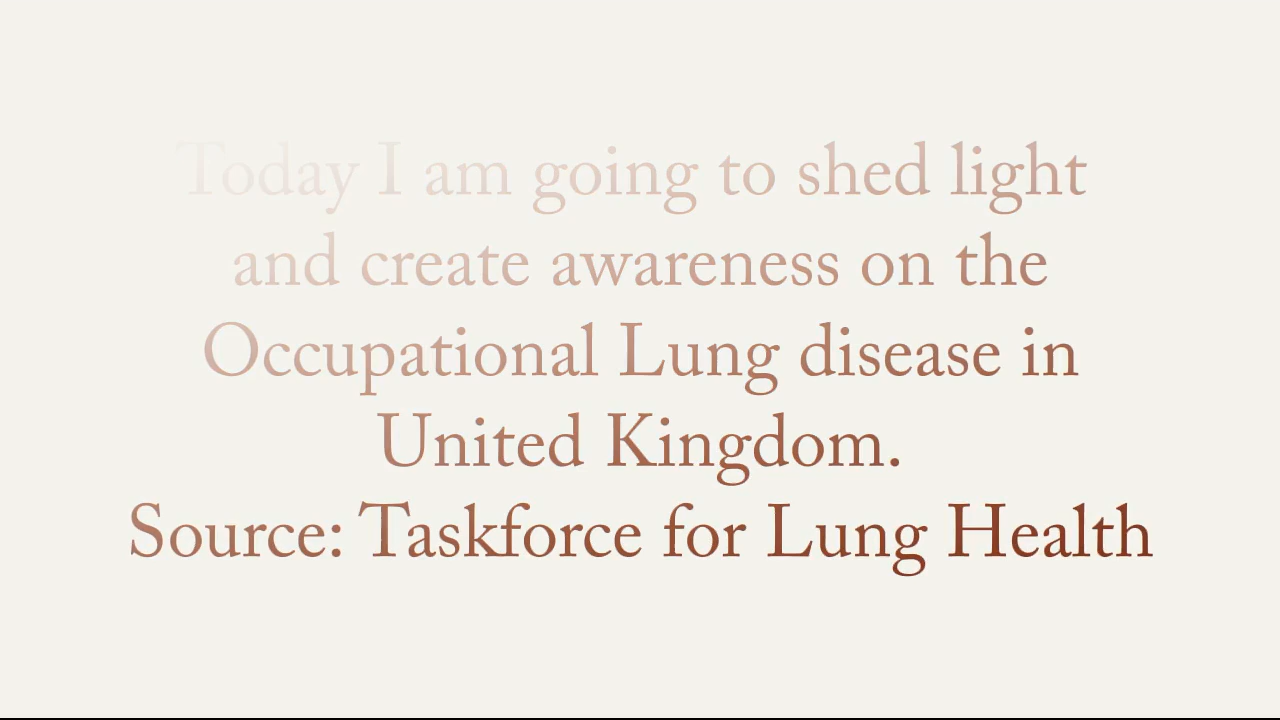 Today I am going to shed light
and create awareness on the
Occupational Lung disease in
United Kingdom.
Source: Taskforce for Lung Health